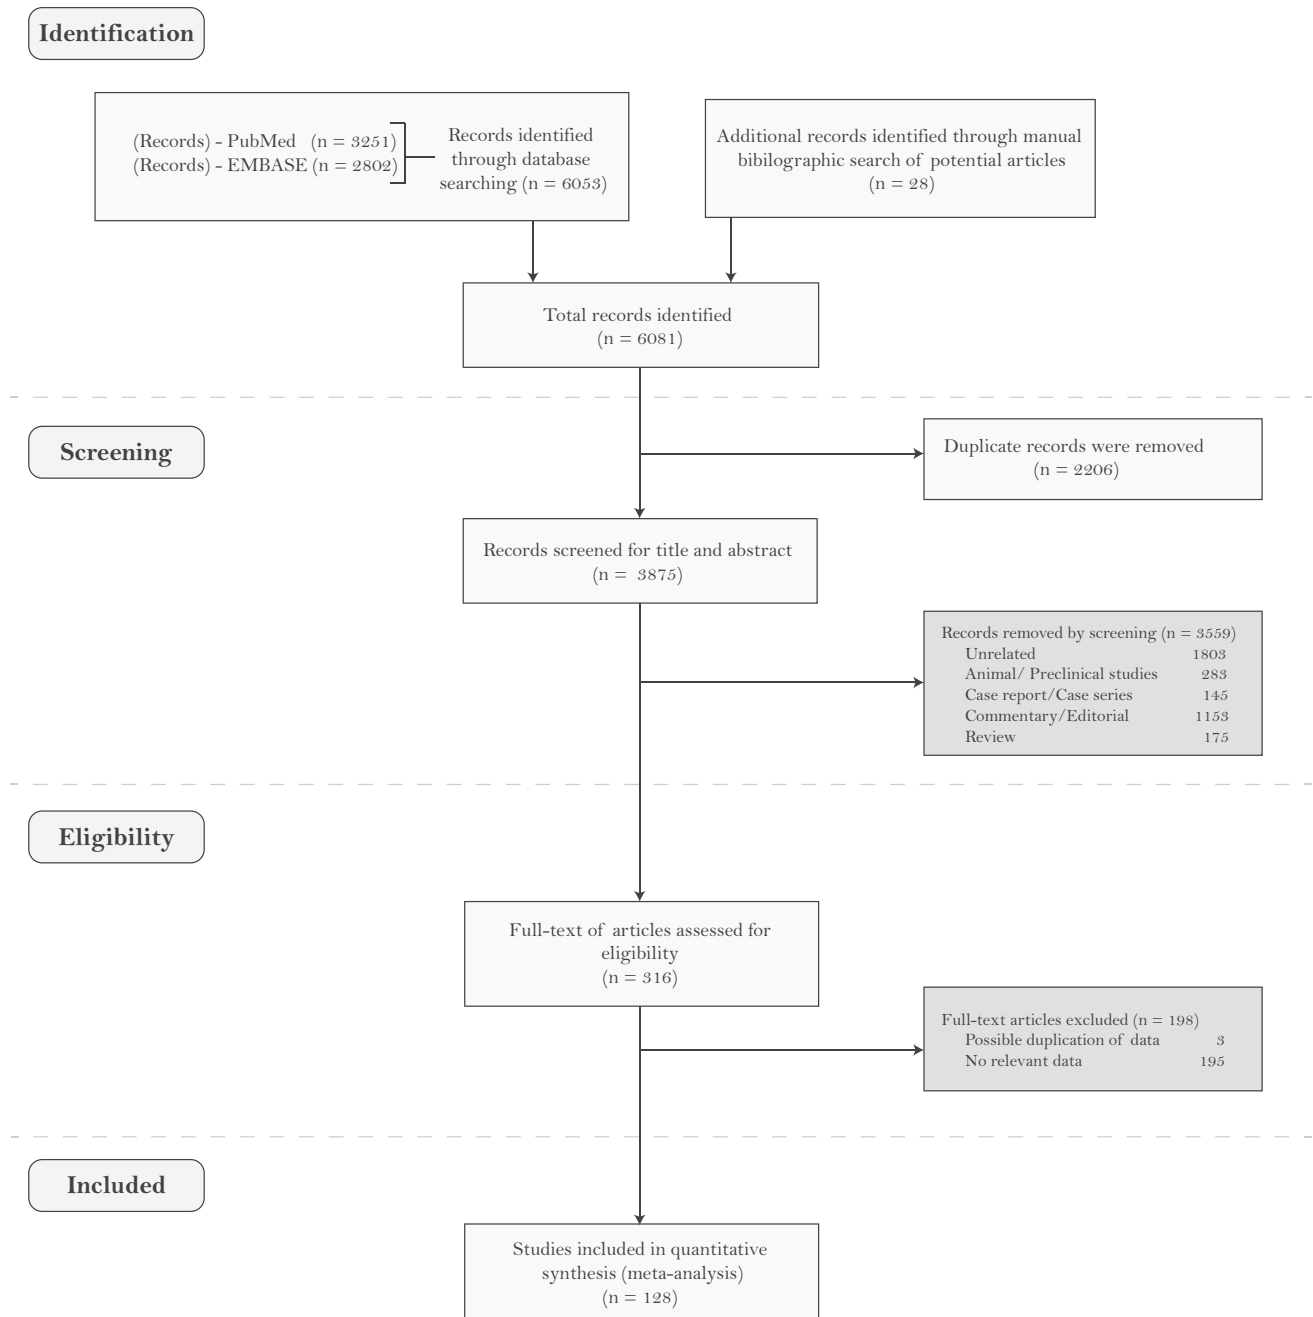 Identification
(Records) - PubMed (n = 3251)
(Records) - EMBASE (n = 2802)
Records identified
through database
searching (n = 6053)
Additional records identified through manual
bibilographic search of potential articles
(n = 28)
Total records identified
(n = 6081)
Screening
Duplicate records were removed
(n = 2206)
Records screened for title and abstract
(n = 3875)
Records removed by screening (n = 3559)
Unrelated 1803
Animal/ Preclinical studies 283
Case report/Case series 145
Commentary/Editorial 1153
Review 175
Eligibility
Full-text of articles assessed for
eligibility
(n = 316)
Full-text articles excluded (n = 198)
Possible duplication of data 3
No relevant data 195
Included
Studies included in quantitative
synthesis (meta-analysis)
(n = 128)